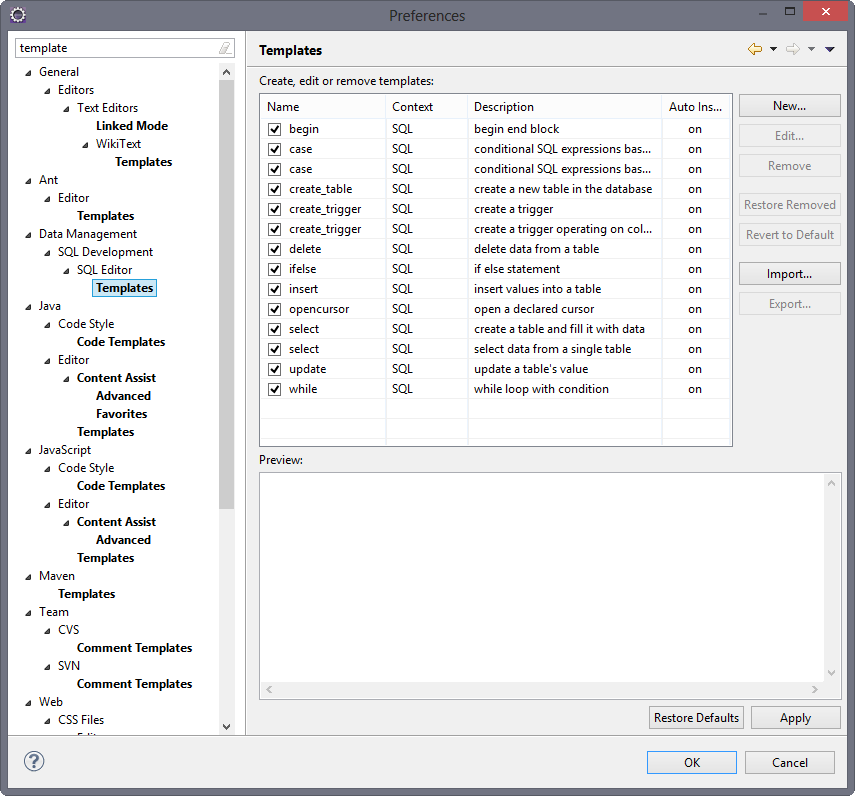 Preferences
template
General
Editors
Text Editors
Linked Mode
WikiText
Templates
Ant
Editor
Templates
Data Management
SQL Development
SQL Editor
Templates
Java
Code Style
Code Templates
Editor
Content Assist
Advanced
Favorites
Templates
JavaScript
Code Style
Code Templates
Editor
Content Assist
Advanced
Templates
Maven
Templates
Team
CVS
Comment Templates
SVN
Comment Templates
Web
CSS Files
Templates
Create, edit or remove templates:
Name Context Description Auto Ins...
begin SQL begin end block on
case SQL conditional SQL expressions bas... on
case SQL conditional SQL expressions bas... on
create_table SQL create a new table in the database on
create_trigger SQL create a trigger on
create_trigger SQL create a trigger operating on col... on
delete SQL delete data from a table on
ifelse SQL if else statement on
insert SQL insert values into a table on
opencursor SQL open a declared cursor on
select SQL create a table and fill it with data on
select SQL select data from a single table on
update SQL update a table's value on
while SQL while loop with condition on
New...
Edit...
Remove
Restore Removed
Revert to Default
Import...
Export...
Preview:
Restore Defaults Apply
? OK Cancel